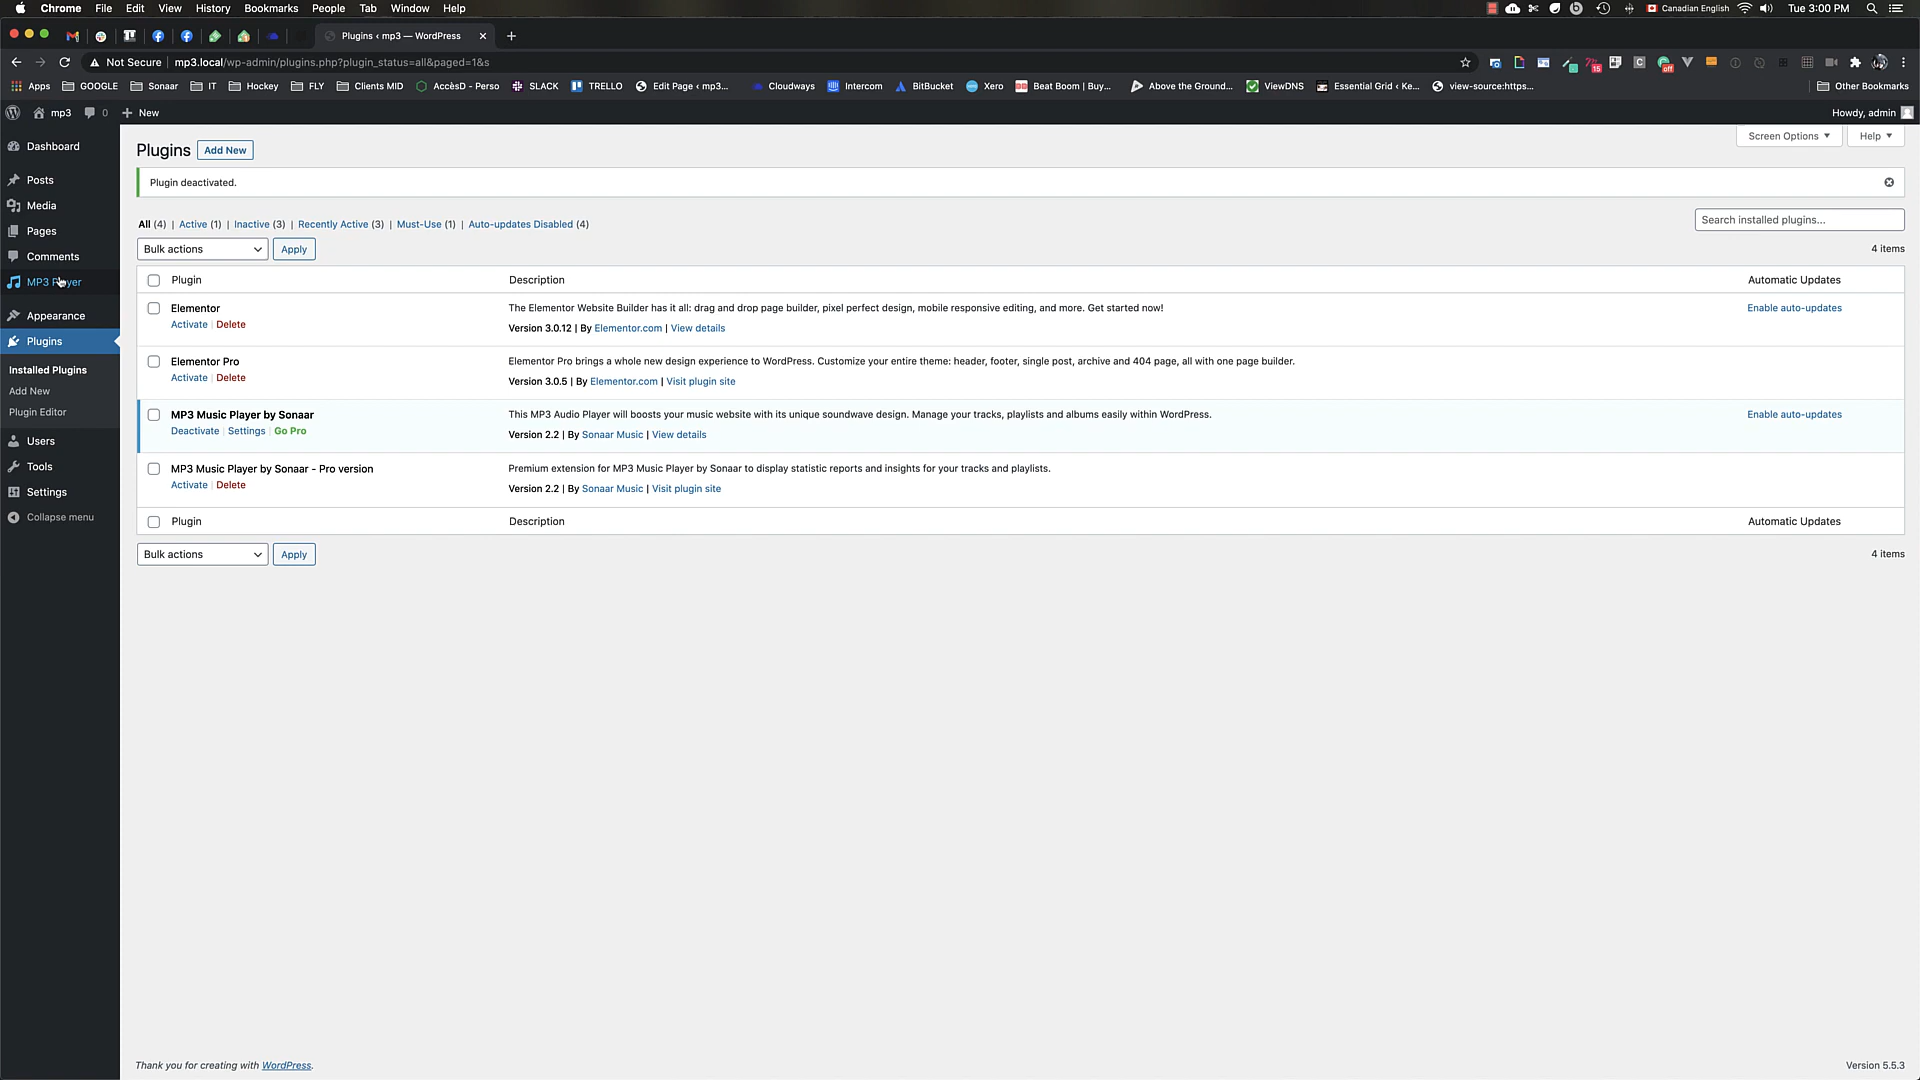 Chrome File Edit View History Bookmarks People Tab Window Help Canadian English Tue 3:00 PM
Plugins ‹ mp3 — WordPress
Not Secure | mp3.local/wp-admin/plugins.php?plugin_status=all&paged=1&s
Apps GOOGLE Sonaar IT Hockey FLY Clients MID AccèsD - Perso SLACK TRELLO Edit Page ‹ mp3... Cloudways Intercom BitBucket Xero Beat Boom | Buy... Above the Ground... ViewDNS Essential Grid ‹ Ke... view-source:https... Other Bookmarks
mp3 0 + New Howdy, admin
Dashboard
Posts
Media
Pages
Comments
MP3 Player
Appearance
Plugins
Installed Plugins
Add New
Plugin Editor
Users
Tools
Settings
Collapse menu
Screen Options Help
Plugins Add New
Plugin deactivated.
All (4) | Active (1) | Inactive (3) | Recently Active (3) | Must-Use (1) | Auto-updates Disabled (4)
Search installed plugins...
Bulk actions Apply 4 items
Plugin Description Automatic Updates
Elementor The Elementor Website Builder has it all: drag and drop page builder, pixel perfect design, mobile responsive editing, and more. Get started now! Enable auto-updates
Activate | Delete Version 3.0.12 | By Elementor.com | View details
Elementor Pro Elementor Pro brings a whole new design experience to WordPress. Customize your entire theme: header, footer, single post, archive and 404 page, all with one page builder.
Activate | Delete Version 3.0.5 | By Elementor.com | Visit plugin site
MP3 Music Player by Sonaar This MP3 Audio Player will boosts your music website with its unique soundwave design. Manage your tracks, playlists and albums easily within WordPress. Enable auto-updates
Deactivate | Settings | Go Pro Version 2.2 | By Sonaar Music | View details
MP3 Music Player by Sonaar - Pro version Premium extension for MP3 Music Player by Sonaar to display statistic reports and insights for your tracks and playlists.
Activate | Delete Version 2.2 | By Sonaar Music | Visit plugin site
Plugin Description Automatic Updates
Bulk actions Apply 4 items
Thank you for creating with WordPress. Version 5.5.3